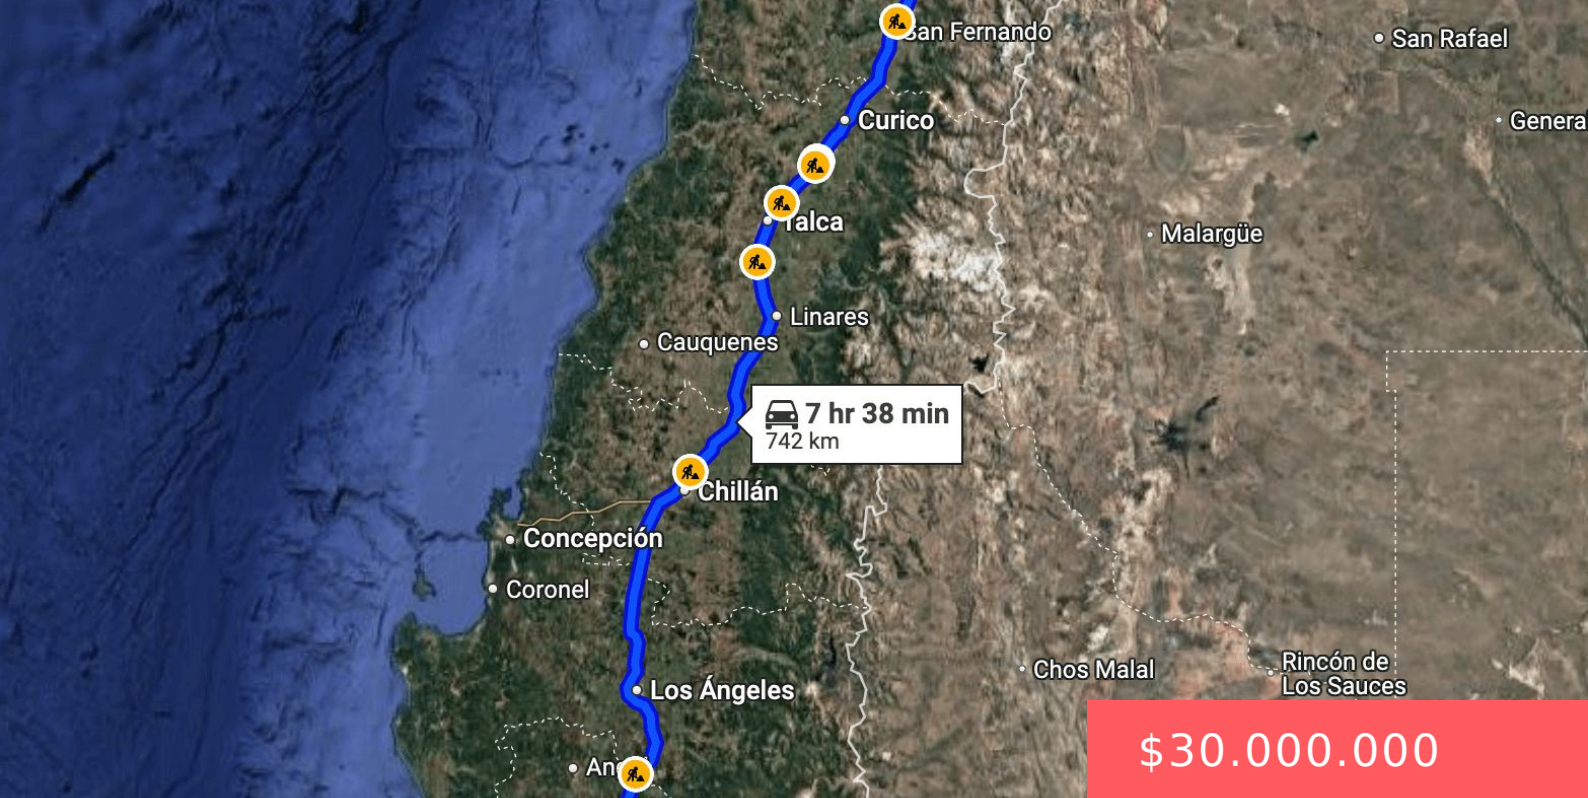 San Fernando
San Rafael
Curico
Genera
Talca
Malargüe
Linares
Cauquenes
7 hr 38 min
742 km
Chillán
Concepción
Coronel
Chos Malal
Rincón de
Los Sauces
Los Ángeles
$30.000.000